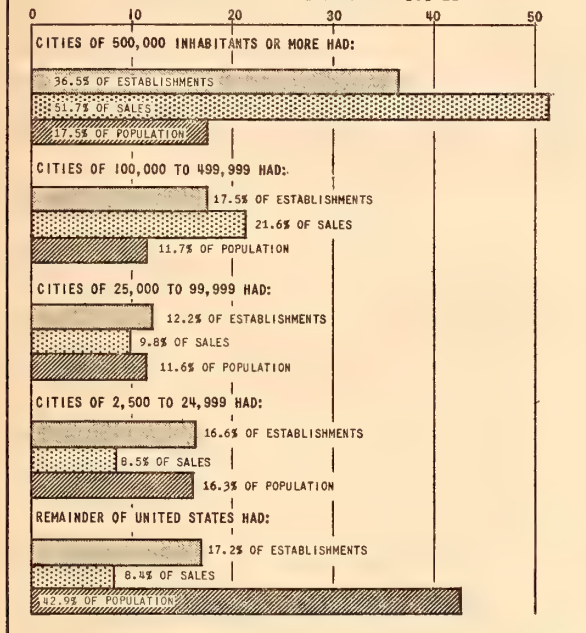 0 10 20 30 40 50
CITIES OF 500,000 INHABITANTS OR MORE HAD:
36.5% OF ESTABLISHMENTS
51.7% OF SALES
17.5% OF POPULATION
CITIES OF 100,000 TO 499,999 HAD:
17.5% OF ESTABLISHMENTS
21.6% OF SALES
11.7% OF POPULATION
CITIES OF 25,000 TO 99,999 HAD:
12.2% OF ESTABLISHMENTS
9.8% OF SALES
11.6% OF POPULATION
CITIES OF 2,500 TO 24,999 HAD:
16.6% OF ESTABLISHMENTS
8.5% OF SALES
16.3% OF POPULATION
REMAINDER OF UNITED STATES HAD:
17.2% OF ESTABLISHMENTS
8.4% OF SALES
42.9% OF POPULATION